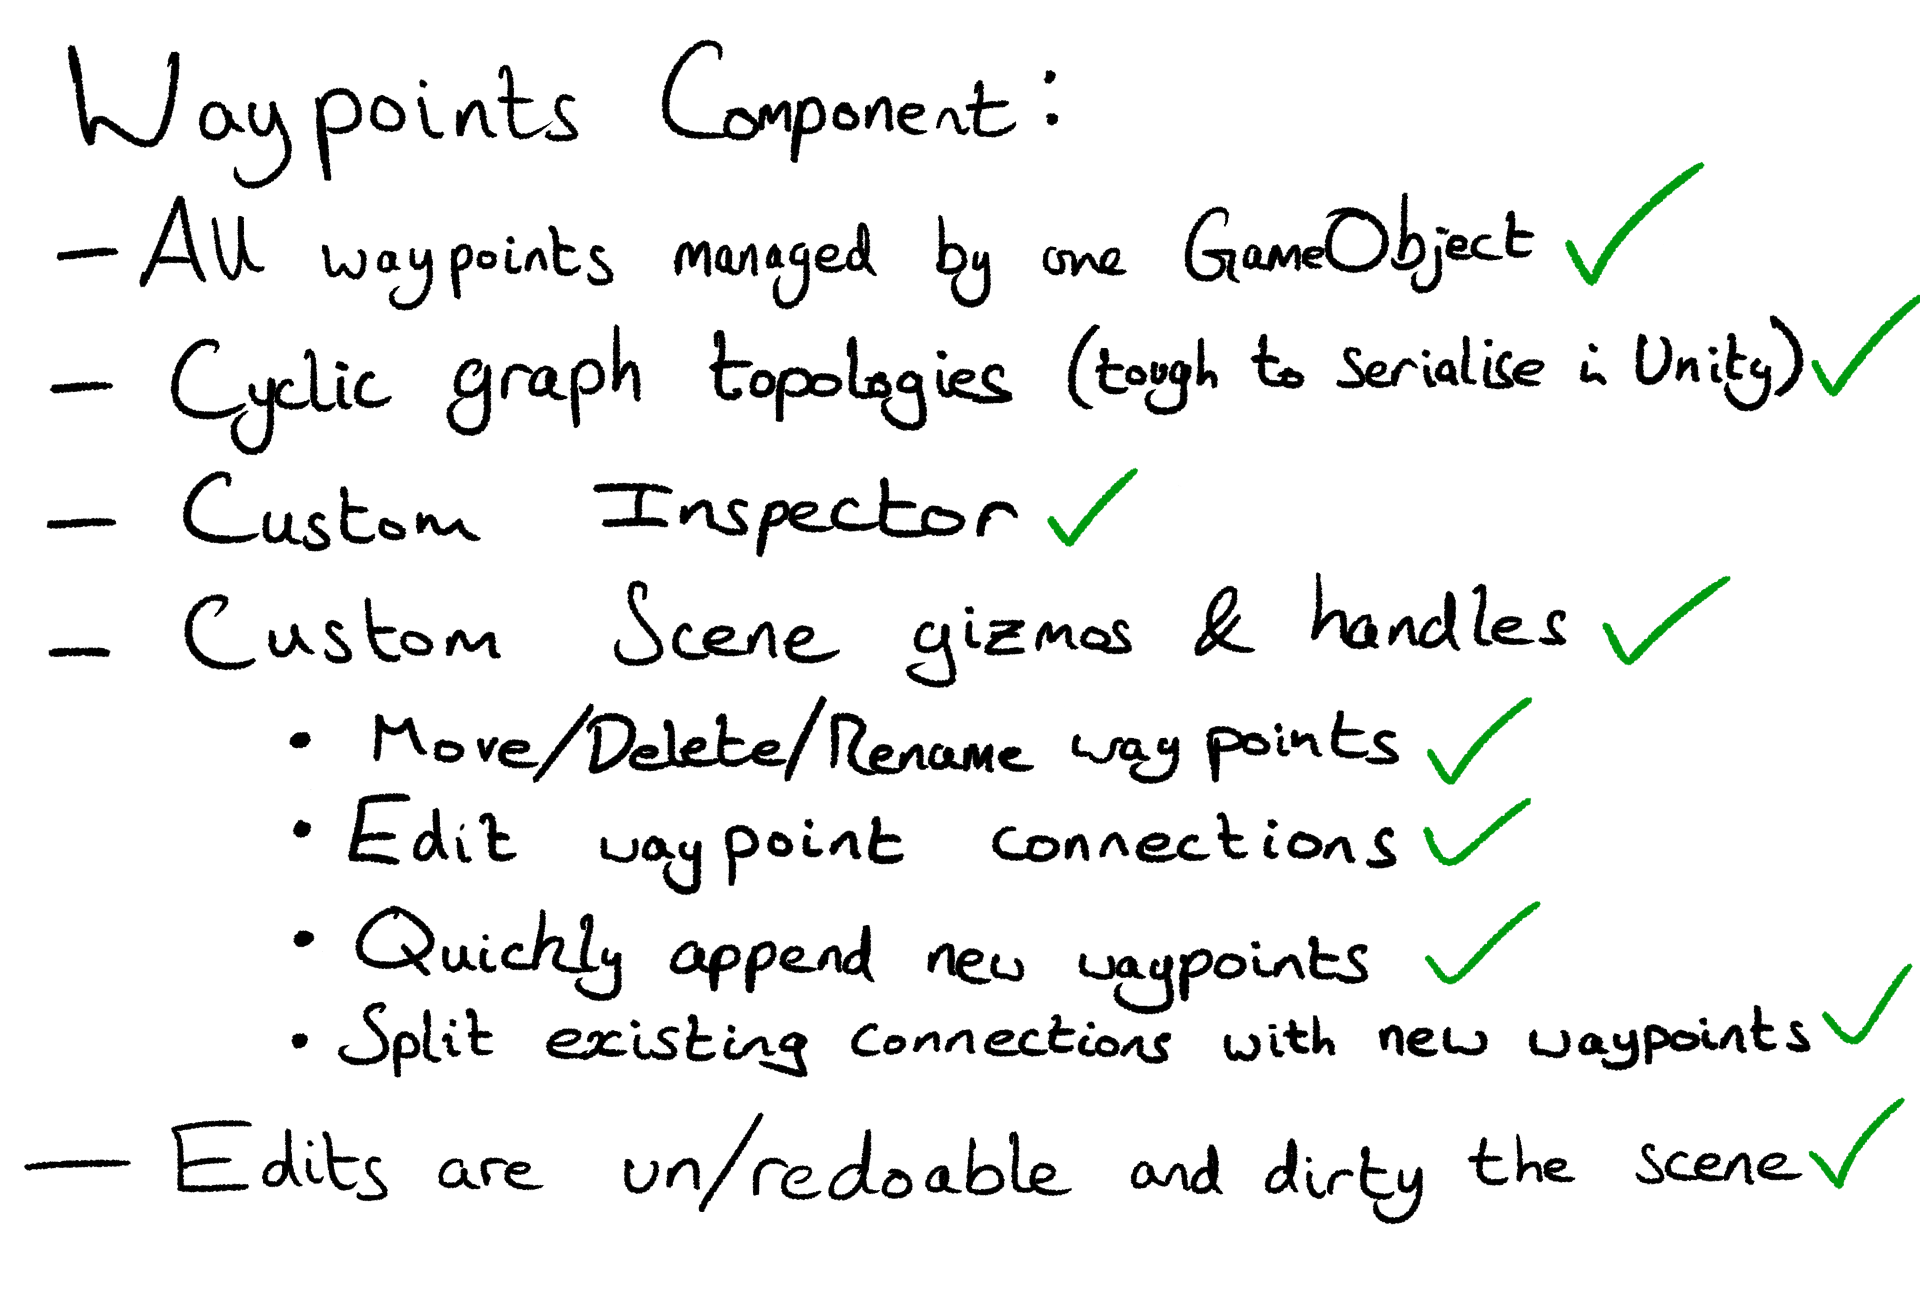 Waypoints Component:
— All waypoints managed by one GameObject ✓
— Cyclic graph topologies (tough to serialise in Unity) ✓
— Custom Inspector ✓
— Custom Scene gizmos & handles ✓
• Move/Delete/Rename waypoints ✓
• Edit waypoint connections ✓
• Quickly append new waypoints ✓
• Split existing connections with new waypoints ✓
— Edits are un/redoable and dirty the scene ✓